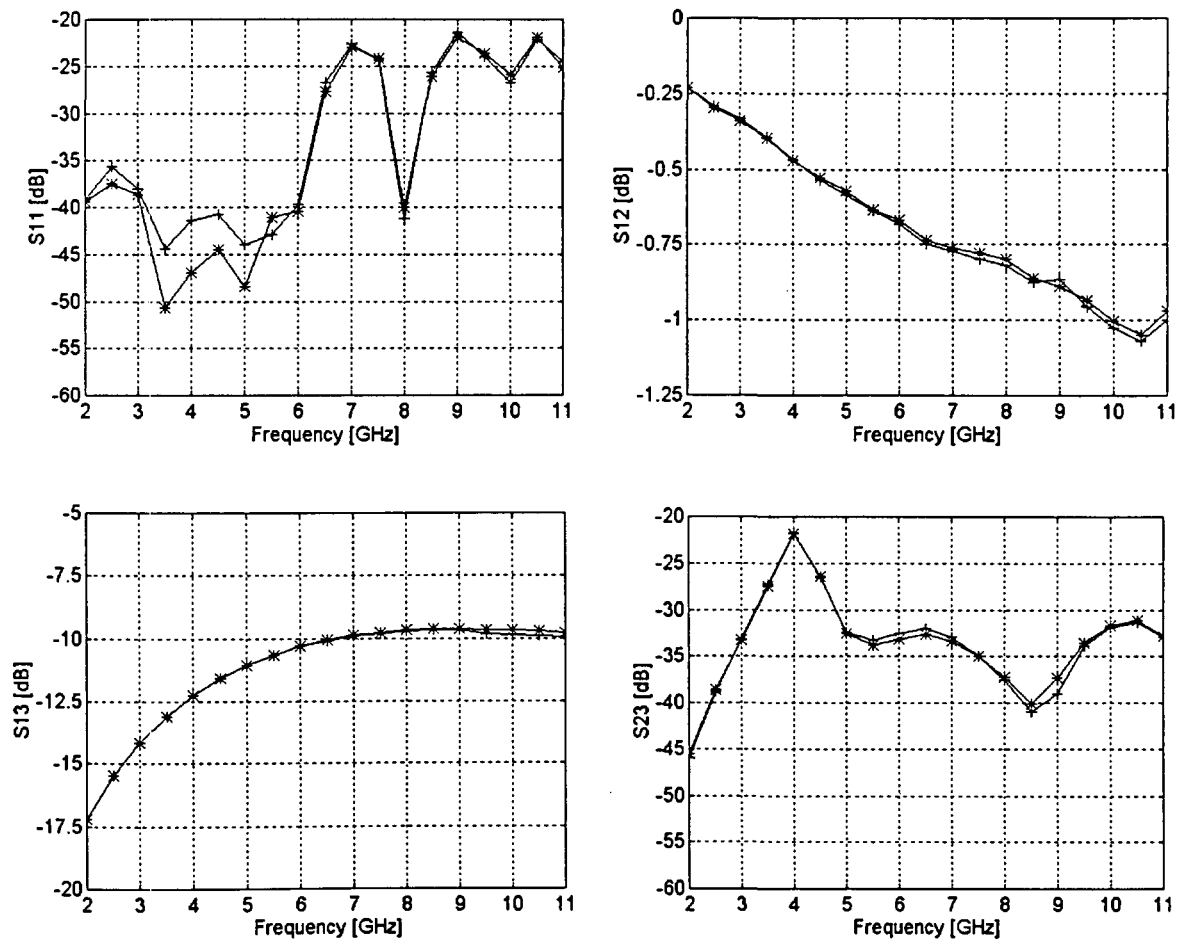 -20
-25
-30
-35
-40
-45
-50
-55
-60
S11 [dB]
2 3 4 5 6 7 8 9 10 11
Frequency [GHz]
0
-0.25
-0.5
-0.75
-1
-1.25
S12 [dB]
2 3 4 5 6 7 8 9 10 11
Frequency [GHz]
-5
-7.5
-10
-12.5
-15
-17.5
-20
S13 [dB]
2 3 4 5 6 7 8 9 10 11
Frequency [GHz]
-20
-25
-30
-35
-40
-45
-50
-55
-60
S23 [dB]
2 3 4 5 6 7 8 9 10 11
Frequency [GHz]